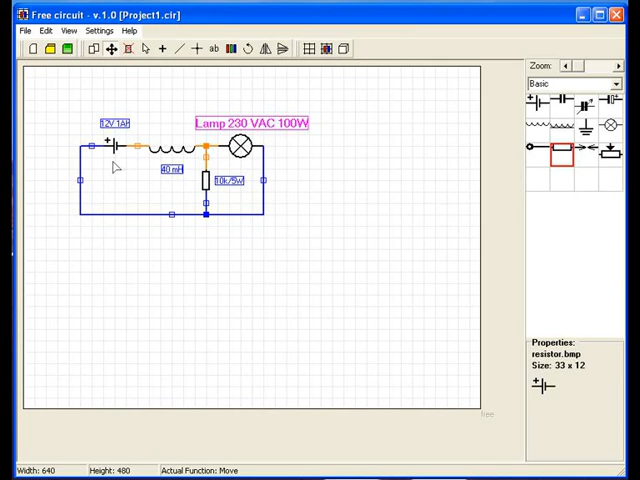 Free circuit - v.1.0 [Project1.cir]
File Edit View Settings Help
ab
Zoom:
Basic
12V 1Ah
Lamp 230 VAC 100W
40 mH
10k/5W
Properties:
resistor.bmp
Size: 33 x 12
free
Width: 640 Height: 480 Actual Function: Move